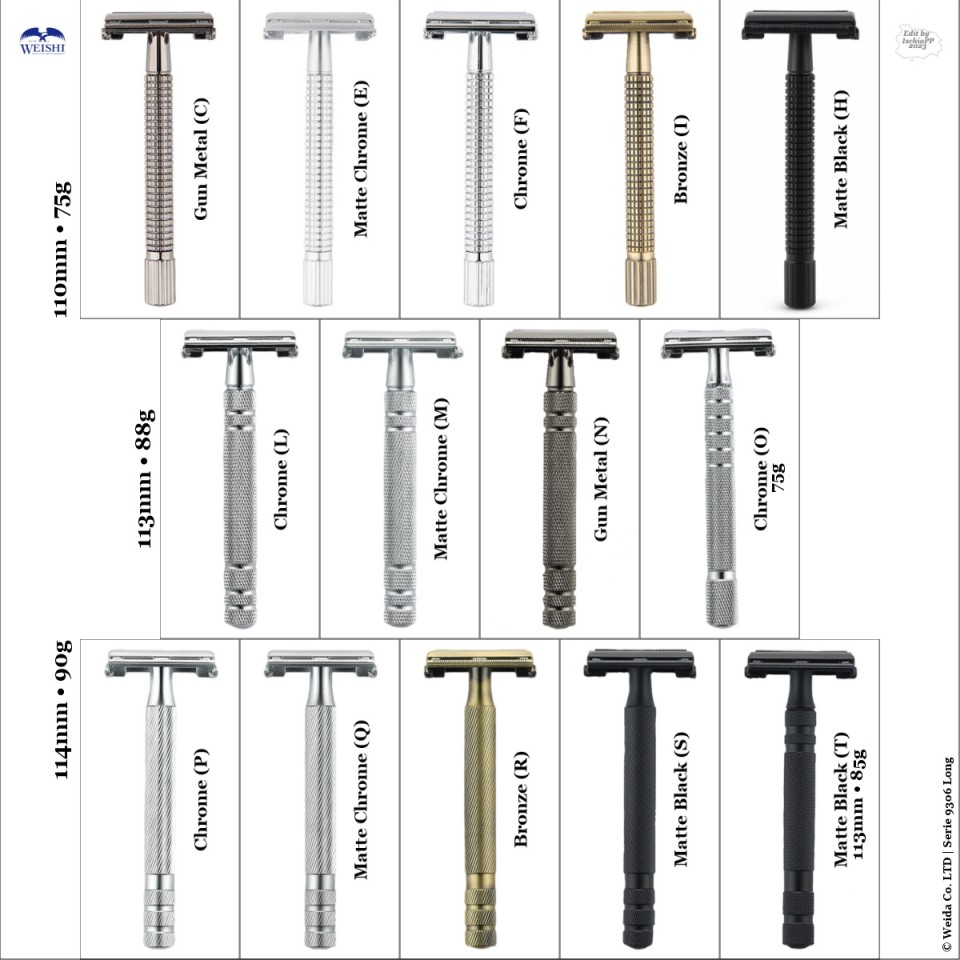 WEISHI
Edit by
IschiaPP
2023
110mm • 75g
Gun Metal (C)
Matte Chrome (E)
Chrome (F)
Bronze (I)
Matte Black (H)
113mm • 88g
Chrome (L)
Matte Chrome (M)
Gun Metal (N)
Chrome (O)
75g
114mm • 90g
Chrome (P)
Matte Chrome (Q)
Bronze (R)
Matte Black (S)
Matte Black (T)
113mm • 85g
© Weida Co. LTD | Serie 9306 Long